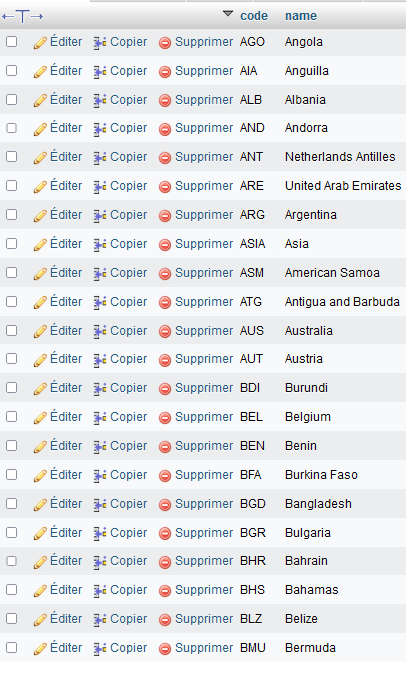 code name
Éditer Copier Supprimer AGO Angola
Éditer Copier Supprimer AIA Anguilla
Éditer Copier Supprimer ALB Albania
Éditer Copier Supprimer AND Andorra
Éditer Copier Supprimer ANT Netherlands Antilles
Éditer Copier Supprimer ARE United Arab Emirates
Éditer Copier Supprimer ARG Argentina
Éditer Copier Supprimer ASIA Asia
Éditer Copier Supprimer ASM American Samoa
Éditer Copier Supprimer ATG Antigua and Barbuda
Éditer Copier Supprimer AUS Australia
Éditer Copier Supprimer AUT Austria
Éditer Copier Supprimer BDI Burundi
Éditer Copier Supprimer BEL Belgium
Éditer Copier Supprimer BEN Benin
Éditer Copier Supprimer BFA Burkina Faso
Éditer Copier Supprimer BGD Bangladesh
Éditer Copier Supprimer BGR Bulgaria
Éditer Copier Supprimer BHR Bahrain
Éditer Copier Supprimer BHS Bahamas
Éditer Copier Supprimer BLZ Belize
Éditer Copier Supprimer BMU Bermuda